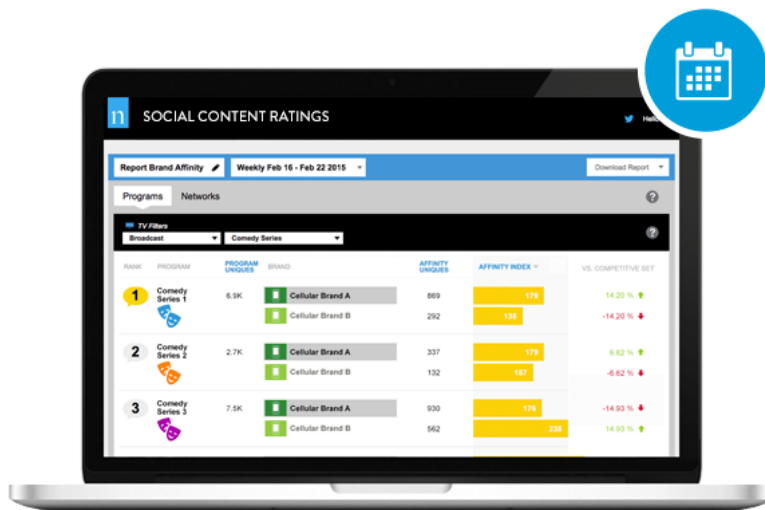 n SOCIAL CONTENT RATINGS
Report Brand Affinity Weekly Feb 16 - Feb 22 2015 Download Report
Programs Networks
TV Filters
Broadcast Comedy Series
RANK PROGRAM PROGRAM UNIQUES BRAND AFFINITY UNIQUES AFFINITY INDEX VS. COMPETITIVE SET
1 Comedy Series 1 6.9K Cellular Brand A 869 179 14.20 %
Cellular Brand B 292 -14.20 %
2 Comedy Series 2 2.7K Cellular Brand A 337 179 6.62 %
Cellular Brand B 132 157 -6.62 %
3 Comedy Series 3 7.5K Cellular Brand A 930 176 -14.93 %
Cellular Brand B 562 238 14.93 %